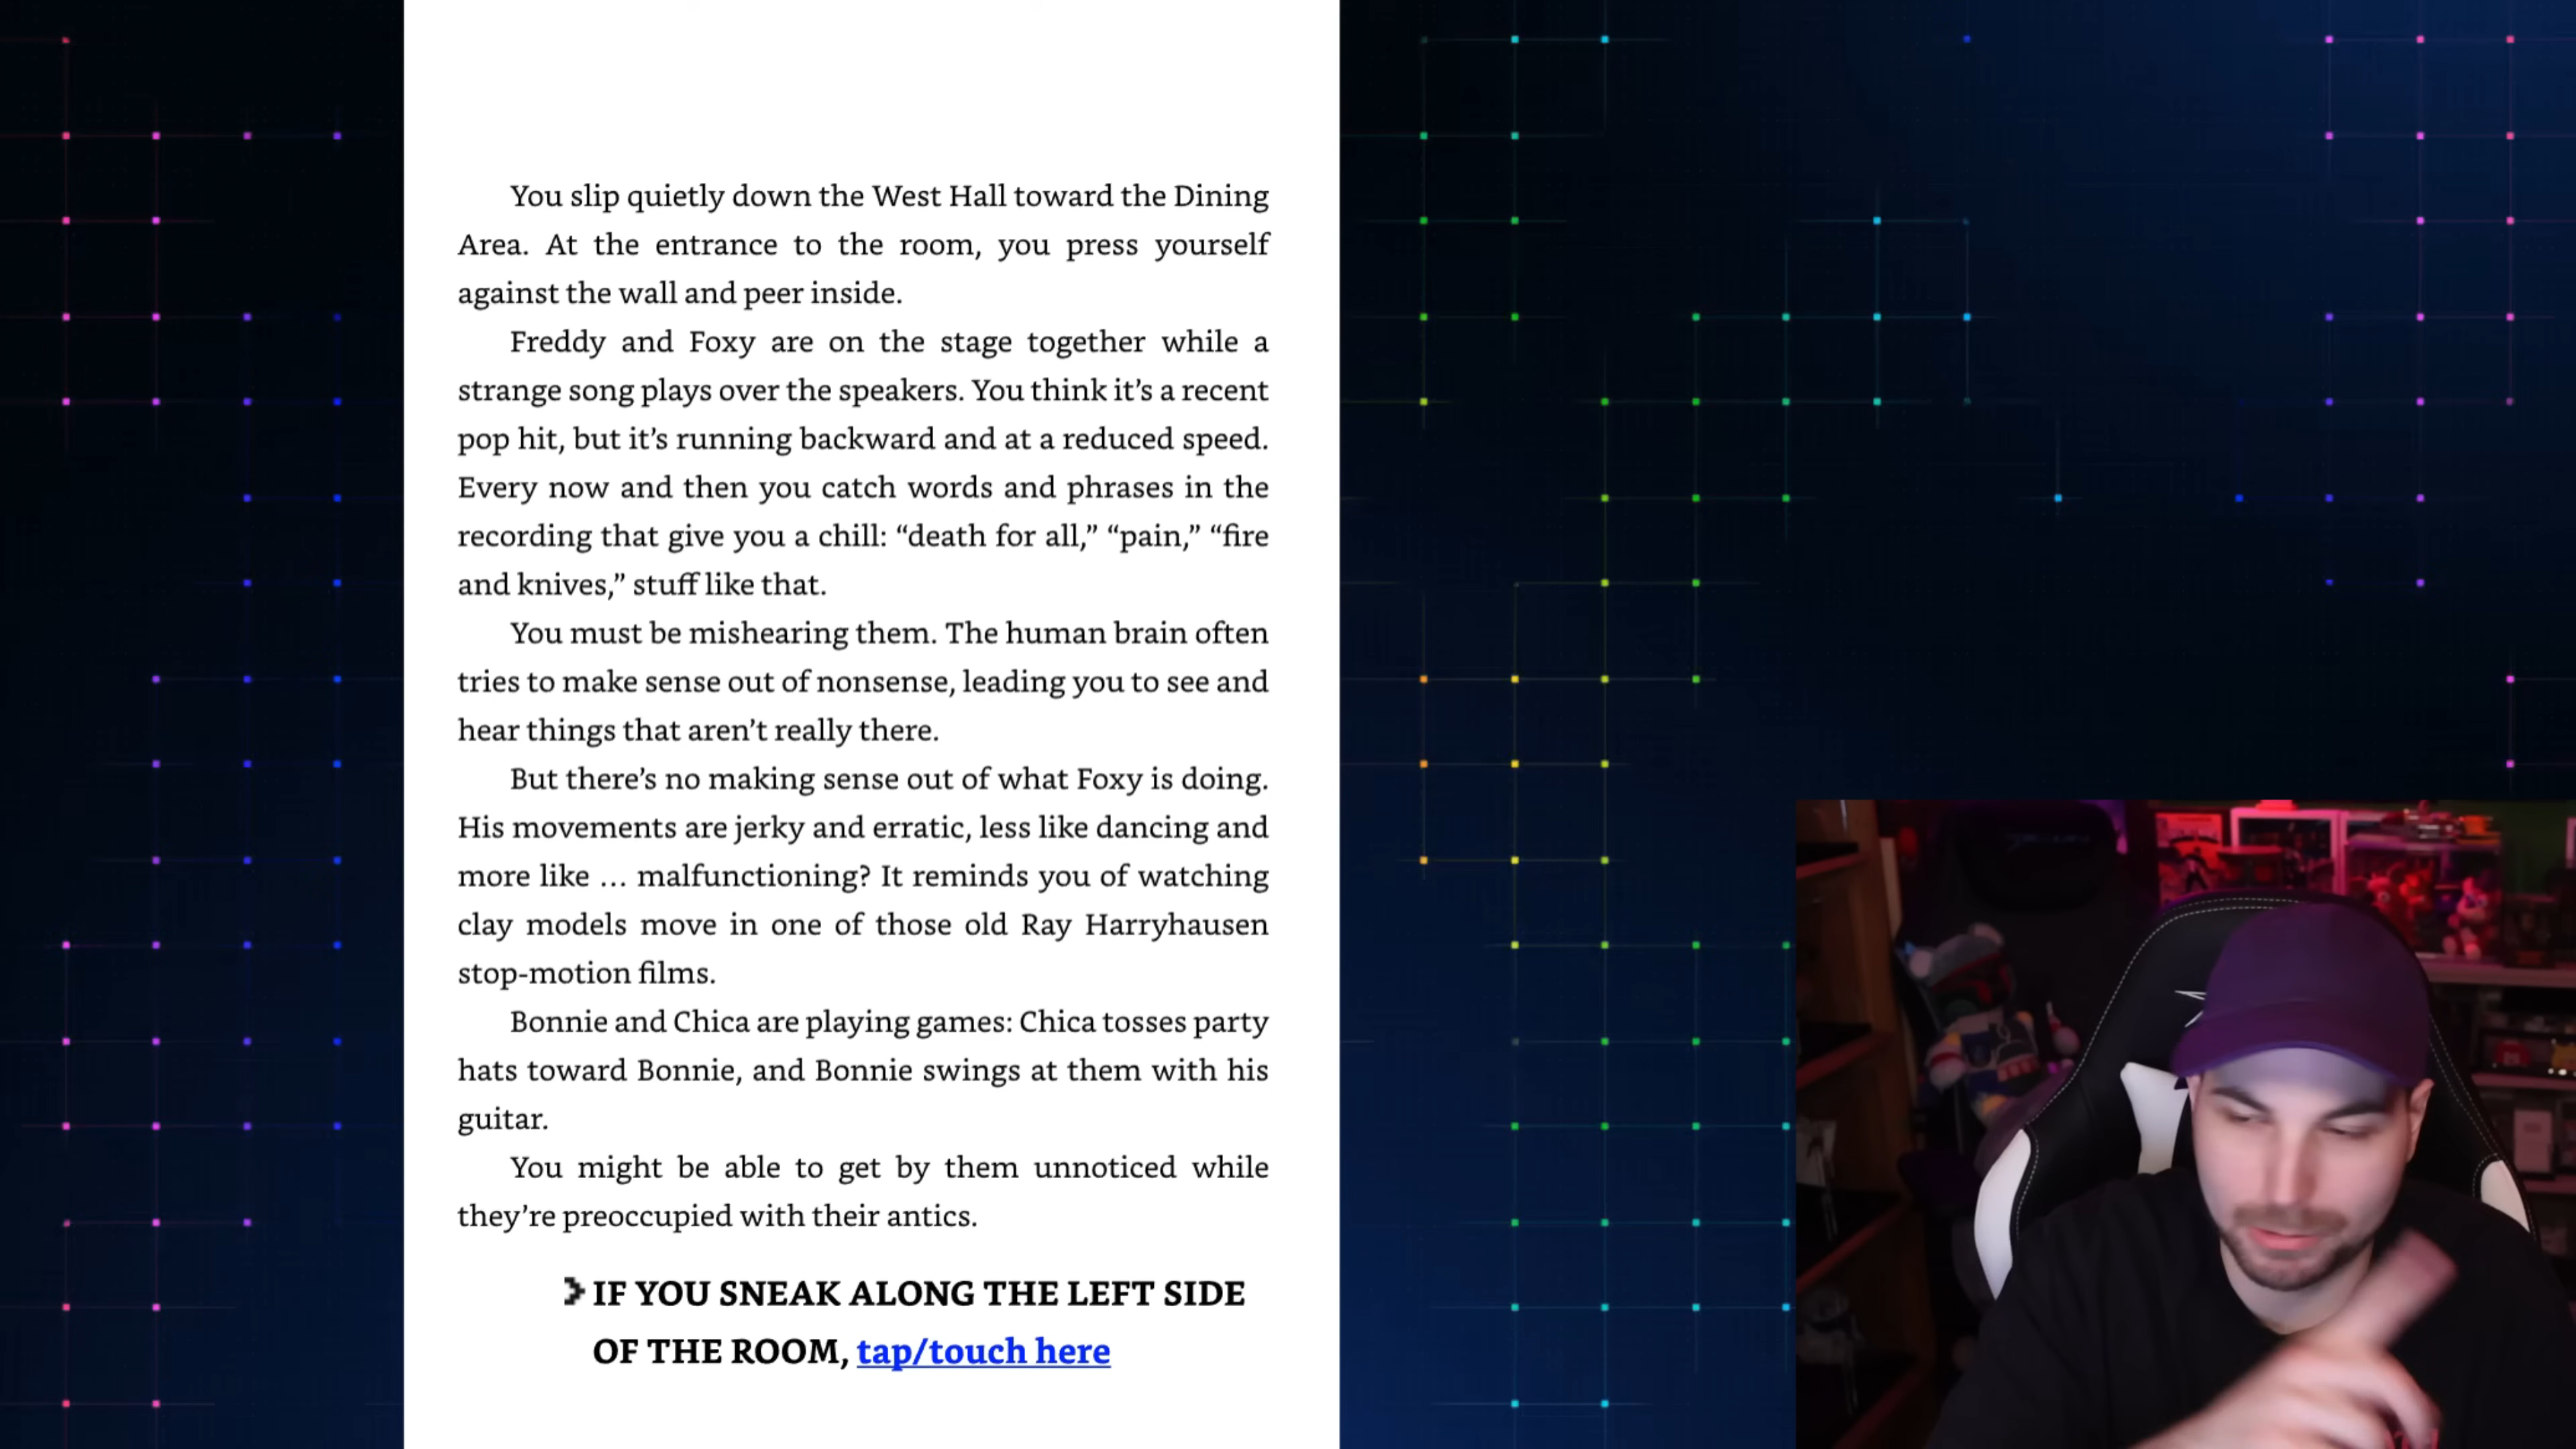 You slip quietly down the West Hall toward the Dining
Area. At the entrance to the room, you press yourself
against the wall and peer inside.
Freddy and Foxy are on the stage together while a
strange song plays over the speakers. You think it’s a recent
pop hit, but it’s running backward and at a reduced speed.
Every now and then you catch words and phrases in the
recording that give you a chill: “death for all,” “pain,” “fire
and knives,” stuff like that.
You must be mishearing them. The human brain often
tries to make sense out of nonsense, leading you to see and
hear things that aren’t really there.
But there’s no making sense out of what Foxy is doing.
His movements are jerky and erratic, less like dancing and
more like … malfunctioning? It reminds you of watching
clay models move in one of those old Ray Harryhausen
stop-motion films.
Bonnie and Chica are playing games: Chica tosses party
hats toward Bonnie, and Bonnie swings at them with his
guitar.
You might be able to get by them unnoticed while
they’re preoccupied with their antics.
IF YOU SNEAK ALONG THE LEFT SIDE
OF THE ROOM, tap/touch here